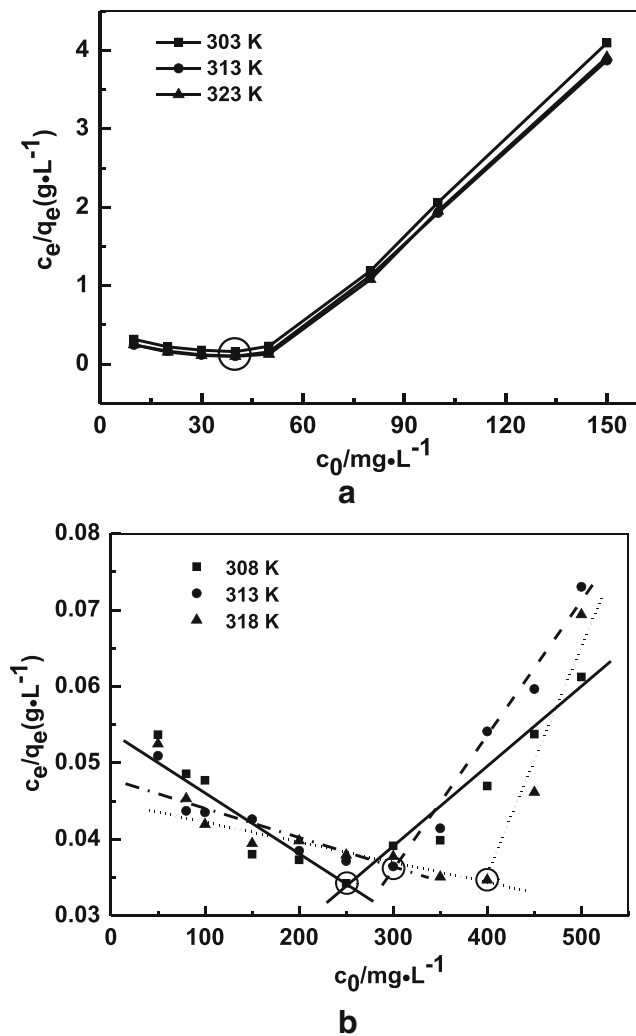 4
3
2
1
0
c_e/q_e(g•L^-1)
303 K
313 K
323 K
0 30 60 90 120 150
c_0/mg•L^-1
a
0.08
0.07
0.06
0.05
0.04
0.03
c_e/q_e(g•L^-1)
308 K
313 K
318 K
0 100 200 300 400 500
c_0/mg•L^-1
b